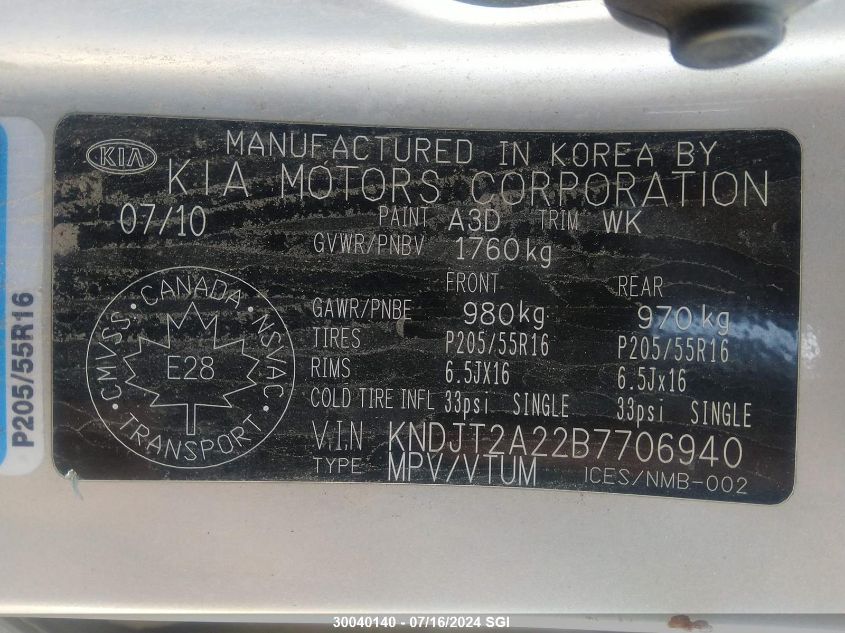 KIA
MANUFACTURED IN KOREA BY
KIA MOTORS CORPORATION
07/10 PAINT A3D TRIM WK
GVWR/PNBV 1760kg
FRONT REAR
GAWR/PNBE 980kg 970kg
TIRES P205/55R16 P205/55R16
RIMS 6.5JX16 6.5Jx16
COLD TIRE INFL 33psi SINGLE 33psi SINGLE
V.I.N KNDJT2A22B7706940
TYPE MPV/VTUM ICES/NMB-002
CMVSS · CANADA · NSVAC
E28
TRANSPORT
P205/55R16
30040140 - 07/16/2024 SGI